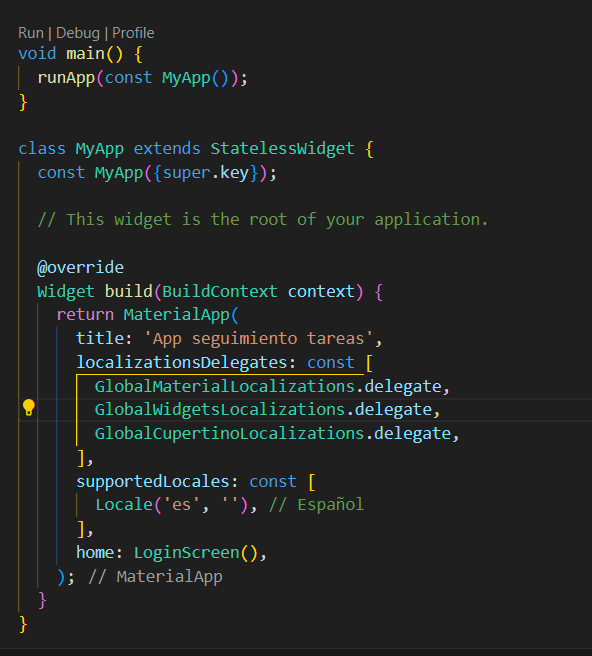 Run | Debug | Profile
void main() {
  runApp(const MyApp());
}
class MyApp extends StatelessWidget {
  const MyApp({super.key});
  // This widget is the root of your application.
  @override
  Widget build(BuildContext context) {
    return MaterialApp(
      title: 'App seguimiento tareas',
      localizationsDelegates: const [
        GlobalMaterialLocalizations.delegate,
        GlobalWidgetsLocalizations.delegate,
        GlobalCupertinoLocalizations.delegate,
      ],
      supportedLocales: const [
        Locale('es', ''), // Español
      ],
      home: LoginScreen(),
    ); // MaterialApp
  }
}